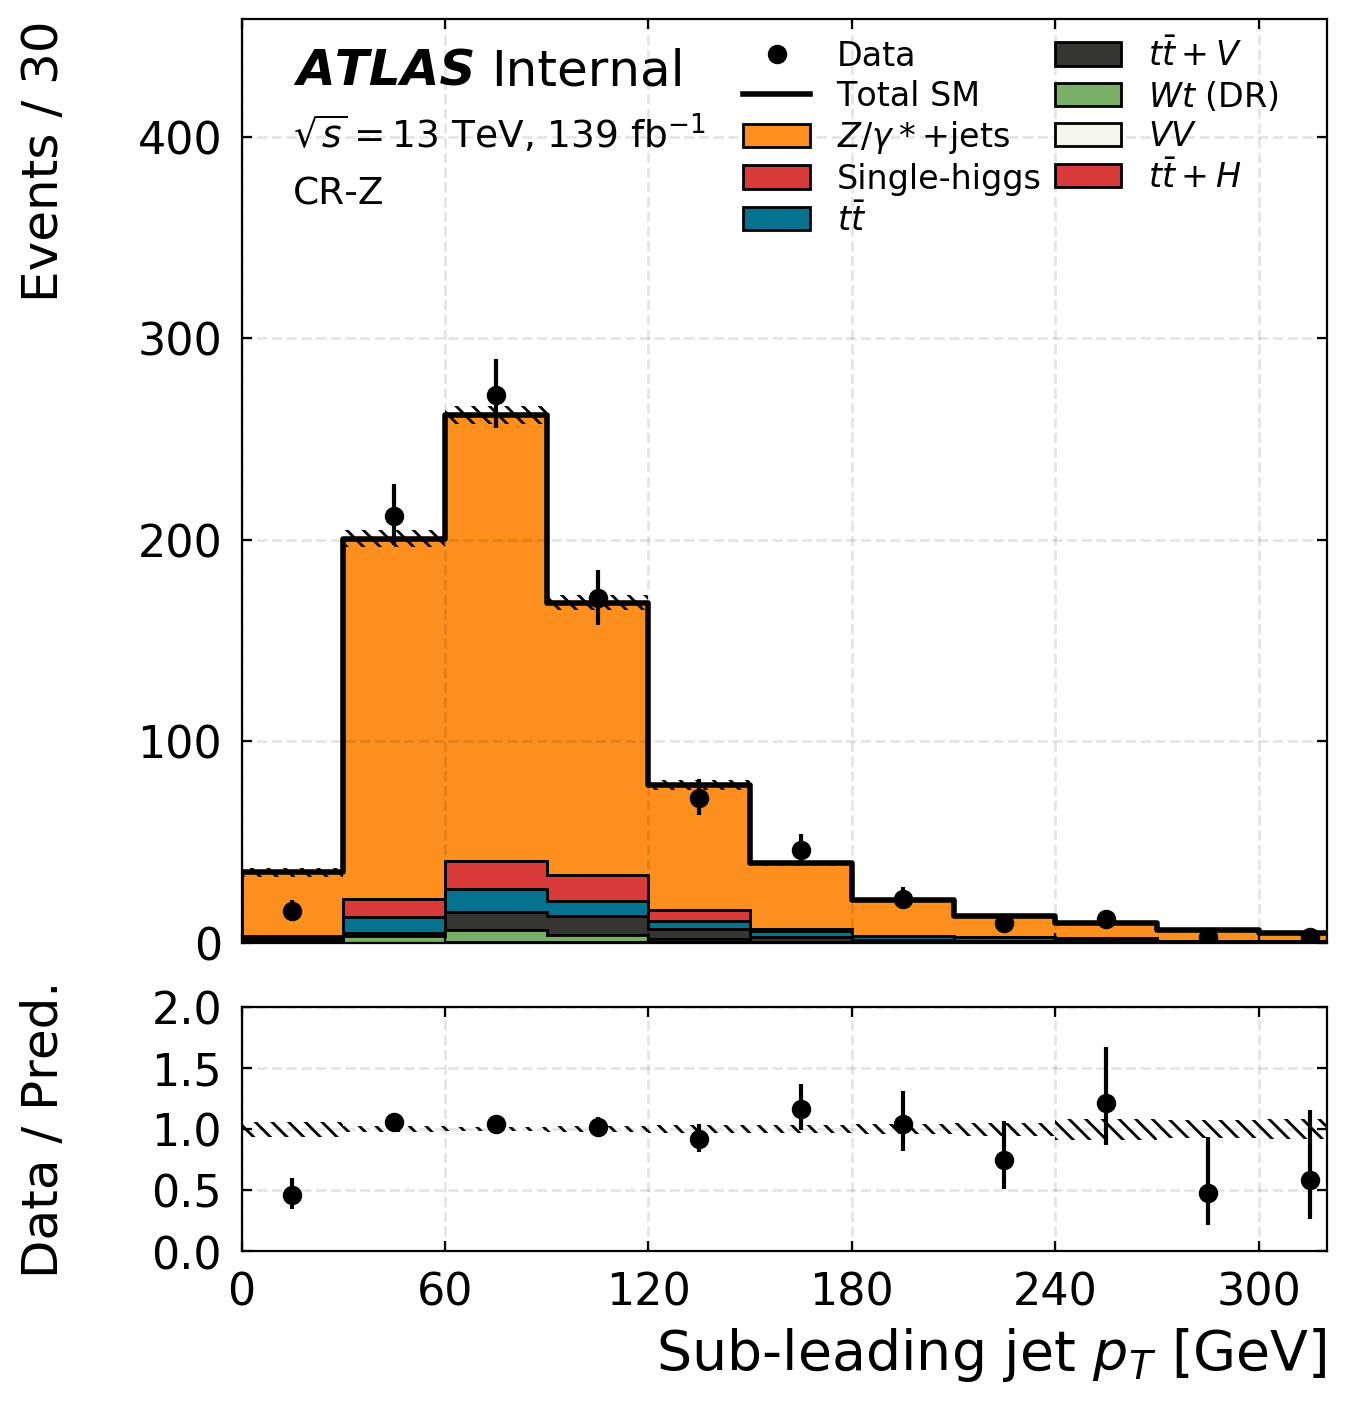 Events / 30
ATLAS Internal
√s = 13 TeV, 139 fb⁻¹
CR-Z
Data
Total SM
Z/γ * +jets
Single-higgs
tt̄
tt̄ + V
Wt (DR)
VV
tt̄ + H
400
300
200
100
0
Data / Pred.
2.0
1.5
1.0
0.5
0.0
0 60 120 180 240 300
Sub-leading jet p_T [GeV]